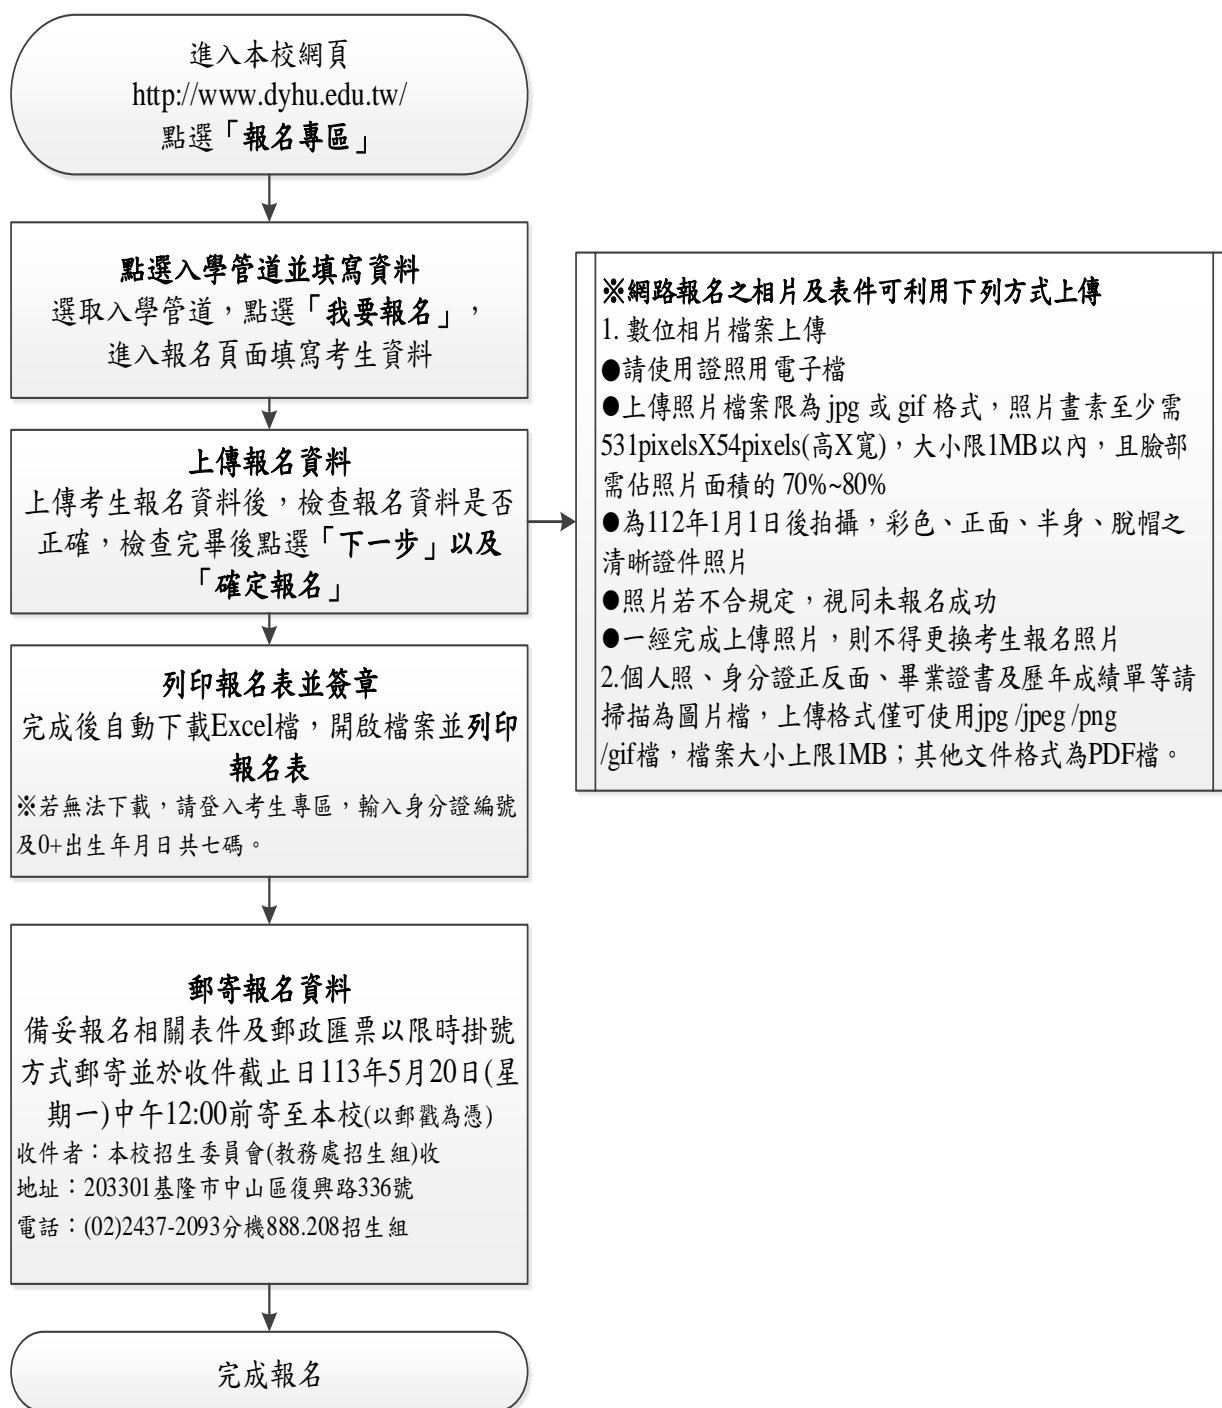 進入本校網頁
http://www.dyhu.edu.tw/
點選「報名專區」
點選入學管道並填寫資料
選取入學管道，點選「我要報名」，
進入報名頁面填寫考生資料
上傳報名資料
上傳考生報名資料後，檢查報名資料是否
正確，檢查完畢後點選「下一步」以及
「確定報名」
※網路報名之相片及表件可利用下列方式上傳
1. 數位相片檔案上傳
●請使用證照用電子檔
●上傳照片檔案限為 jpg 或 gif 格式，照片畫素至少需
531pixelsX54pixels(高X寬)，大小限1MB以內，且臉部
需佔照片面積的 70%~80%
●為112年1月1日後拍攝，彩色、正面、半身、脫帽之
清晰證件照片
●照片若不合規定，視同未報名成功
●一經完成上傳照片，則不得更換考生報名照片
2.個人照、身分證正反面、畢業證書及歷年成績單等請
掃描為圖片檔，上傳格式僅可使用jpg /jpeg /png
/gif檔，檔案大小上限1MB；其他文件格式為PDF檔。
列印報名表並簽章
完成後自動下載Excel檔，開啟檔案並列印
報名表
※若無法下載，請登入考生專區，輸入身分證編號
及0+出生年月日共七碼。
郵寄報名資料
備妥報名相關表件及郵政匯票以限時掛號
方式郵寄並於收件截止日113年5月20日(星
期一)中午12:00前寄至本校(以郵戳為憑)
收件者：本校招生委員會(教務處招生組)收
地址：203301基隆市中山區復興路336號
電話：(02)2437-2093分機888.208招生組
完成報名